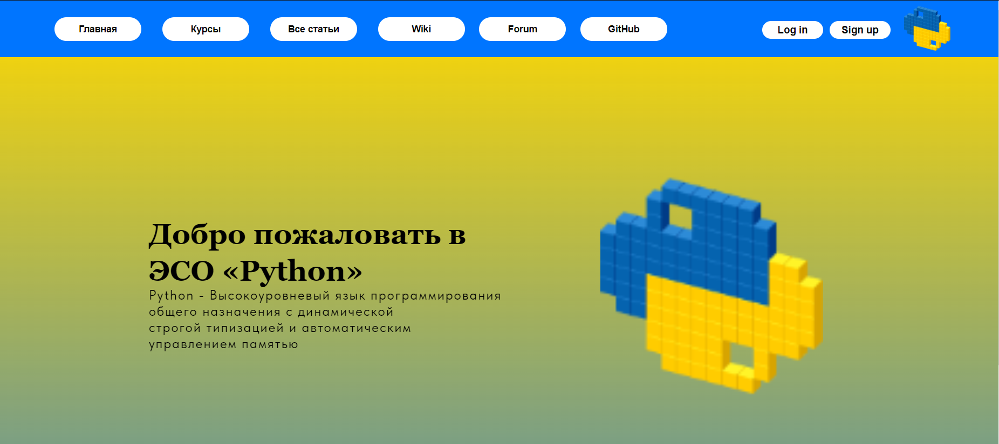 Главная Курсы Все статьи Wiki Forum GitHub Log in Sign up
Добро пожаловать в
ЭСО «Python»
Python - Высокоуровневый язык программирования
общего назначения с динамической
строгой типизацией и автоматическим
управлением памятью